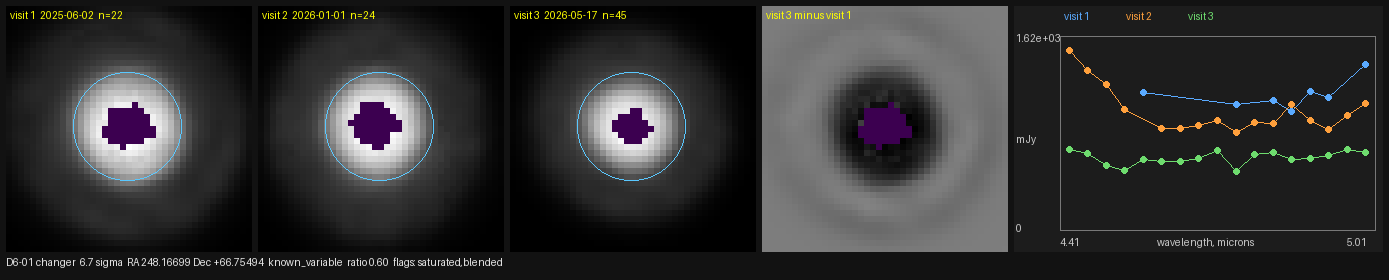 visit 1 2025-06-02 n=22
visit 2 2026-01-01 n=24
visit 3 2026-05-17 n=45
visit 3 minus visit 1
visit 1 visit 2 visit 3
1.62e+03
mJy
0
4.41 wavelength, microns 5.01
D6-01 changer 6.7 sigma RA 248.16699 Dec +66.75494 known_variable ratio 0.60 flags: saturated,blended